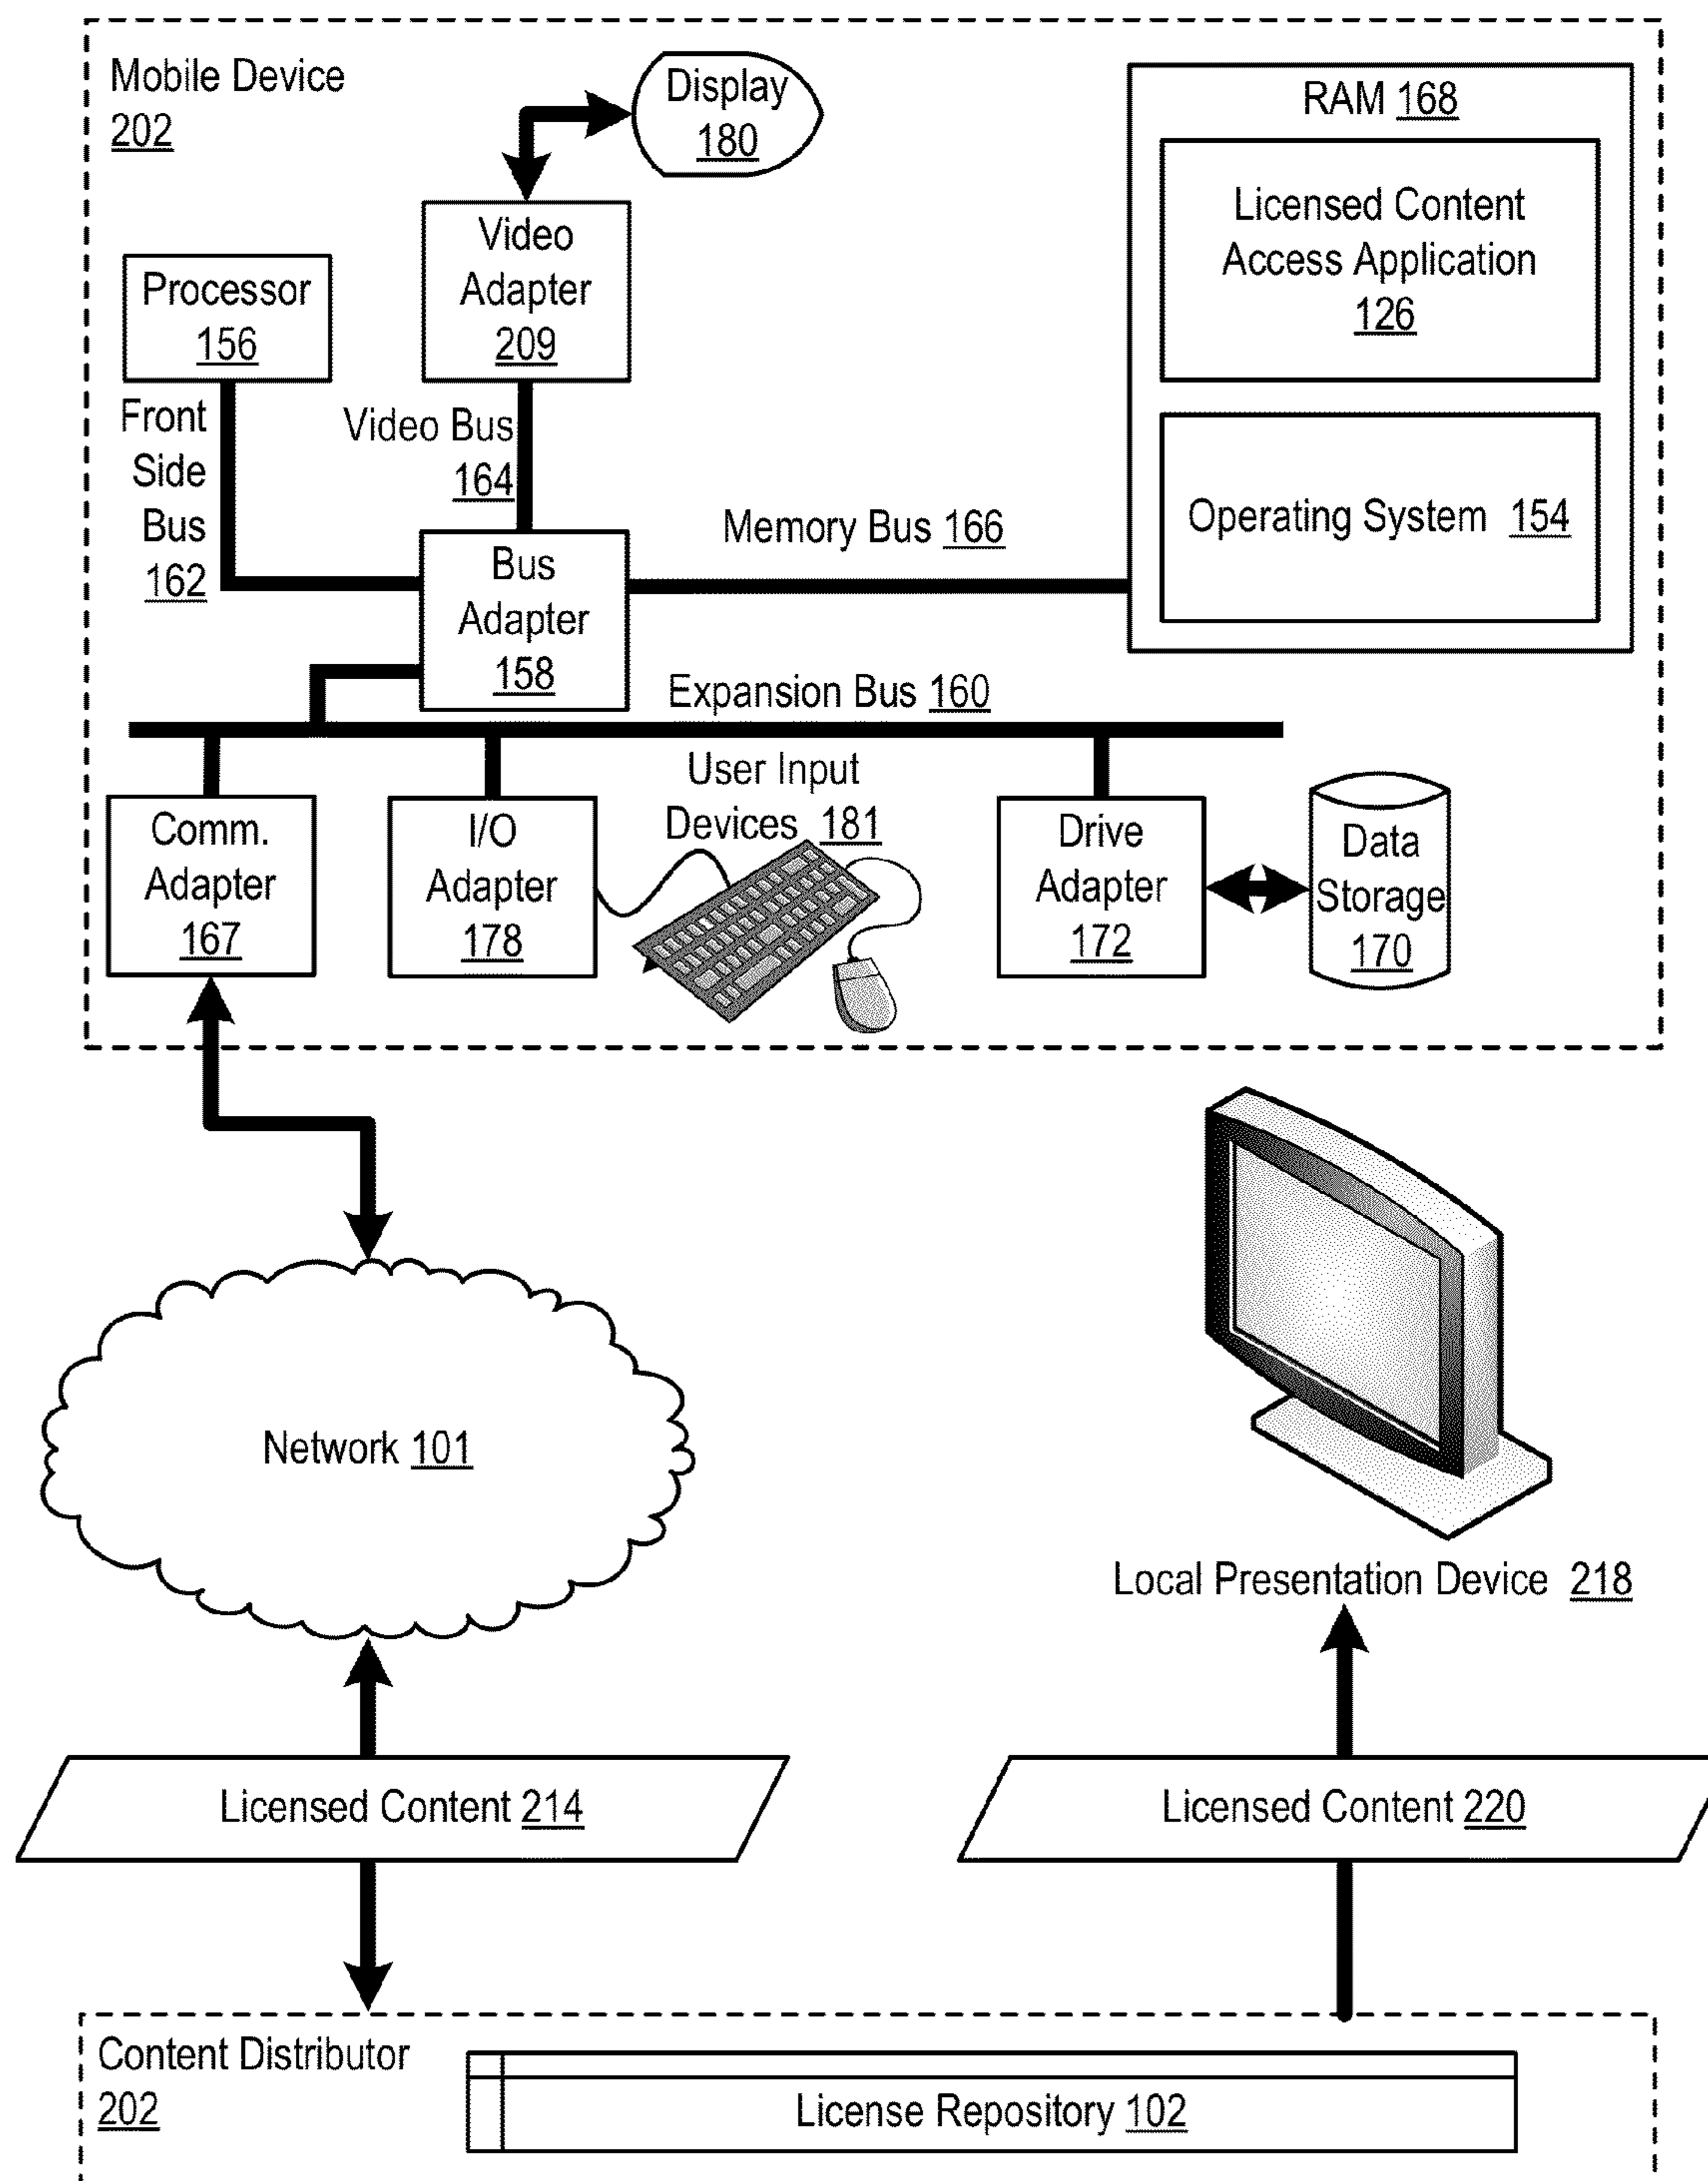 Mobile Device
202
Display
180
RAM 168
Licensed Content
Access Application
126
Operating System 154
Video
Adapter
209
Processor
156
Front
Side
Bus
162
Video Bus
164
Memory Bus 166
Bus
Adapter
158
Expansion Bus 160
User Input
Devices 181
Comm.
Adapter
167
I/O
Adapter
178
Drive
Adapter
172
Data
Storage
170
Network 101
Local Presentation Device 218
Licensed Content 214
Licensed Content 220
Content Distributor
202
License Repository 102